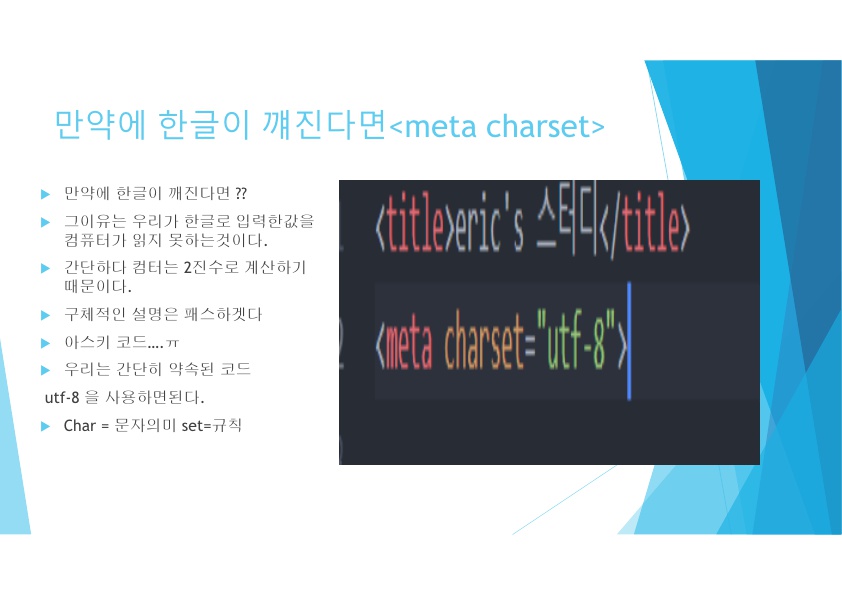 만약에 한글이 꺠진다면<meta charset>
만약에 한글이 깨진다면 ??
그이유는 우리가 한글로 입력한값을
컴퓨터가 읽지 못하는것이다.
간단하다 컴터는 2진수로 계산하기
때문이다.
구체적인 설명은 패스하겟다
아스키 코드....ㅠ
우리는 간단히 약속된 코드
utf-8 을 사용하면된다.
Char = 문자의미 set=규칙
<title>eric's 스터디</title>
2 <meta charset="utf-8">